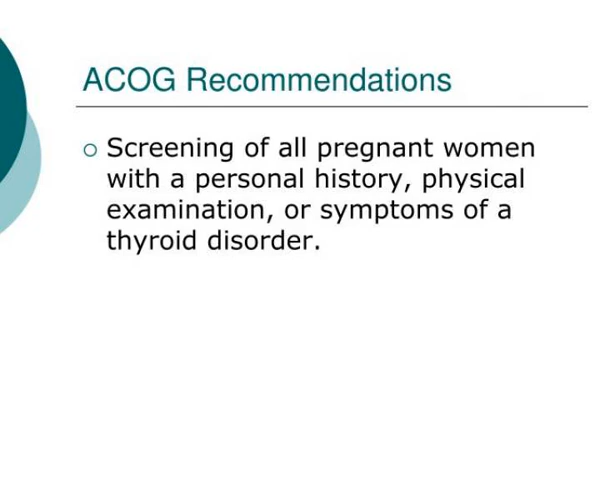 ACOG Recommendations
Screening of all pregnant women
with a personal history, physical
examination, or symptoms of a
thyroid disorder.